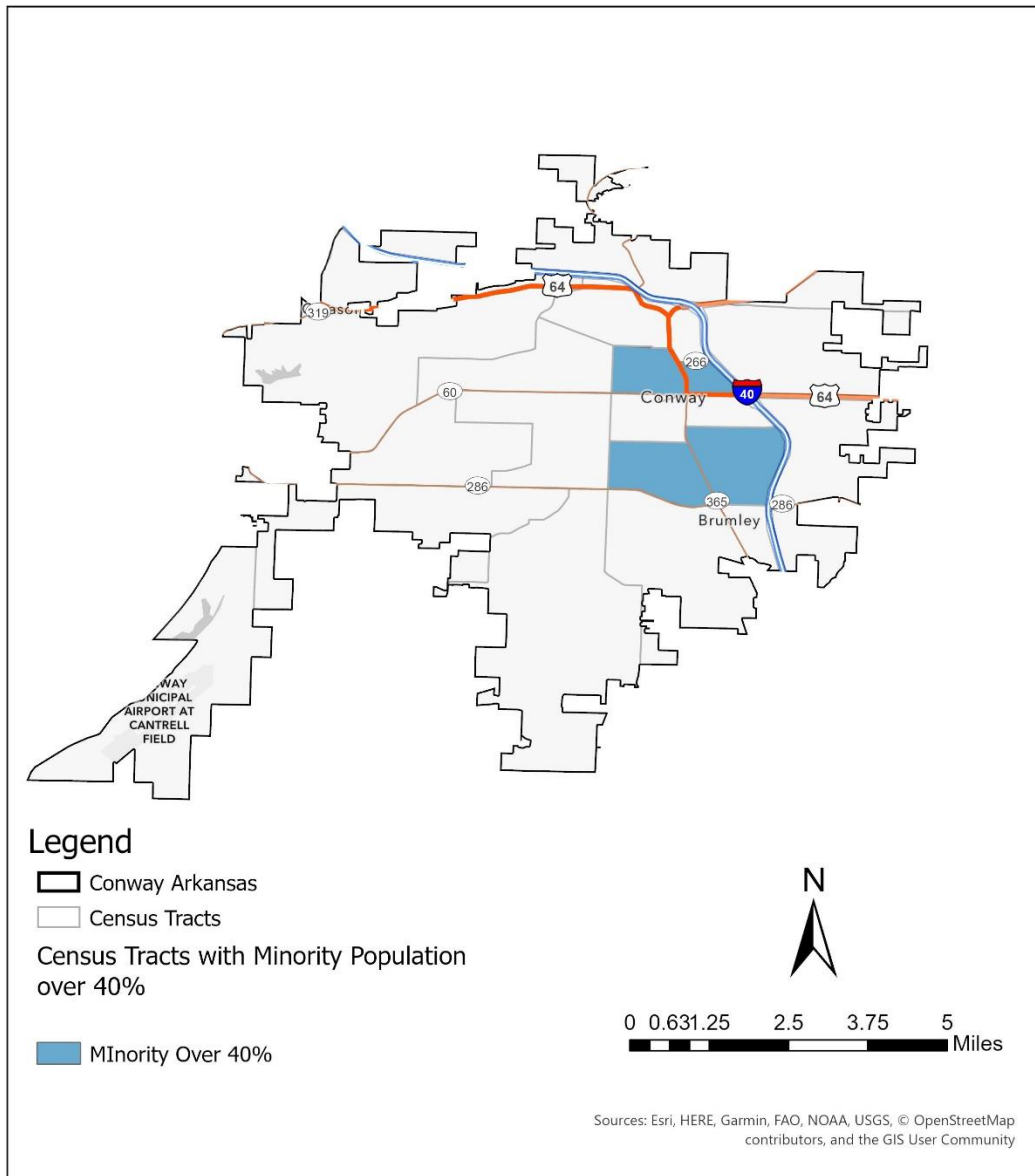 64
319
266
60
Conway
40
64
286
365
286
Brumley
MUNICIPAL
AIRPORT AT
CANTRELL
FIELD
Legend
Conway Arkansas
Census Tracts
Census Tracts with Minority Population
over 40%
MInority Over 40%
N
0 0.631.25 2.5 3.75 5
Miles
Sources: Esri, HERE, Garmin, FAO, NOAA, USGS, © OpenStreetMap
contributors, and the GIS User Community